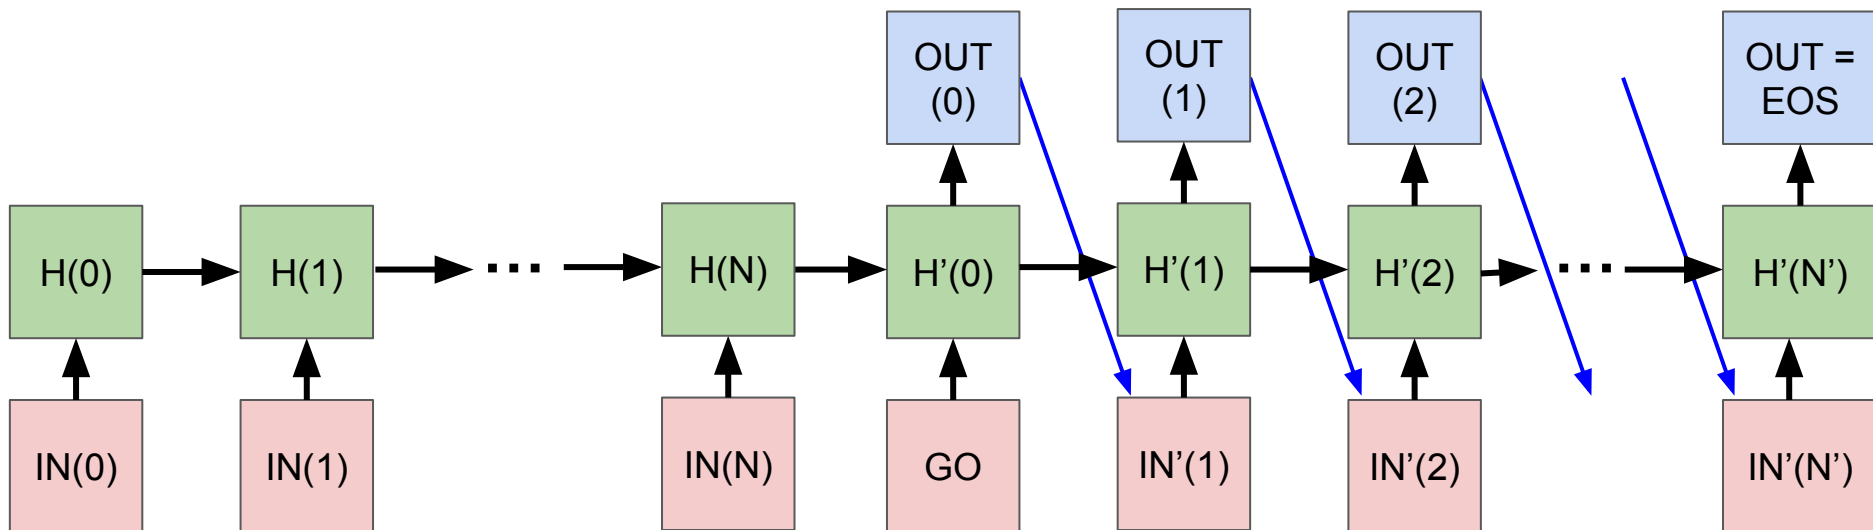 OUT
(0)
OUT
(1)
OUT
(2)
OUT =
EOS
H(0)
H(1)
...
H(N)
H’(0)
H’(1)
H’(2)
...
H’(N’)
IN(0)
IN(1)
IN(N)
GO
IN’(1)
IN’(2)
IN’(N’)